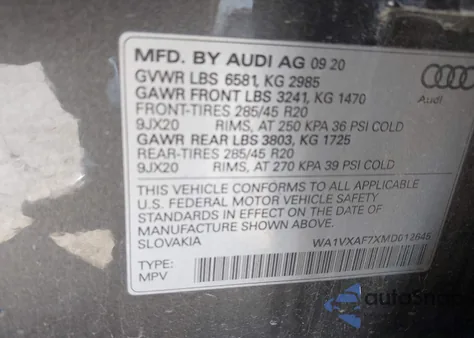 MFD. BY AUDI AG 09 20
GVWR LBS 6581, KG 2985
GAWR FRONT LBS 3241, KG 1470
FRONT-TIRES 285/45 R20
9JX20 RIMS, AT 250 KPA 36 PSI COLD
GAWR REAR LBS 3803, KG 1725
REAR-TIRES 285/45 R20
9JX20 RIMS, AT 270 KPA 39 PSI COLD
Audi
THIS VEHICLE CONFORMS TO ALL APPLICABLE
U.S. FEDERAL MOTOR VEHICLE SAFETY
STANDARDS IN EFFECT ON THE DATE OF
MANUFACTURE SHOWN ABOVE.
SLOVAKIA WA1VXAF7XMD012645
TYPE:
MPV